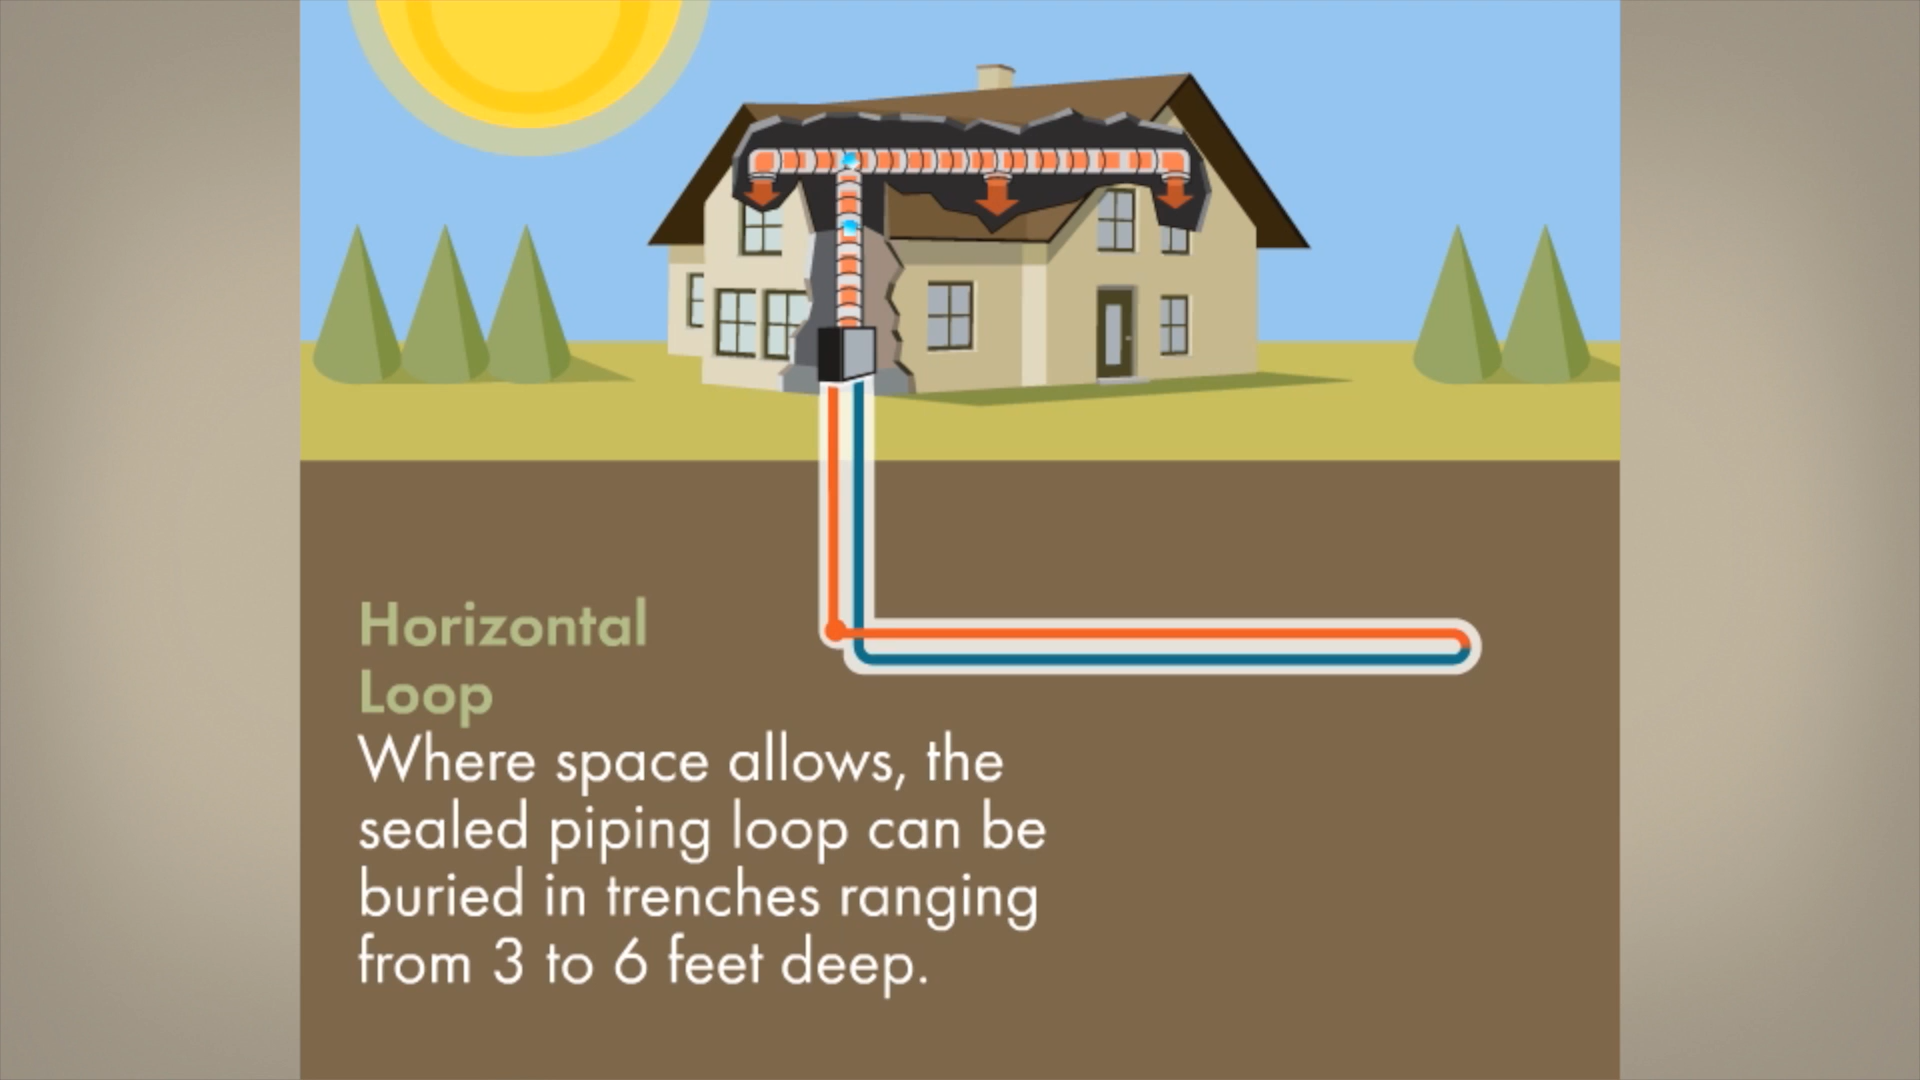 Horizontal
Loop
Where space allows, the
sealed piping loop can be
buried in trenches ranging
from 3 to 6 feet deep.